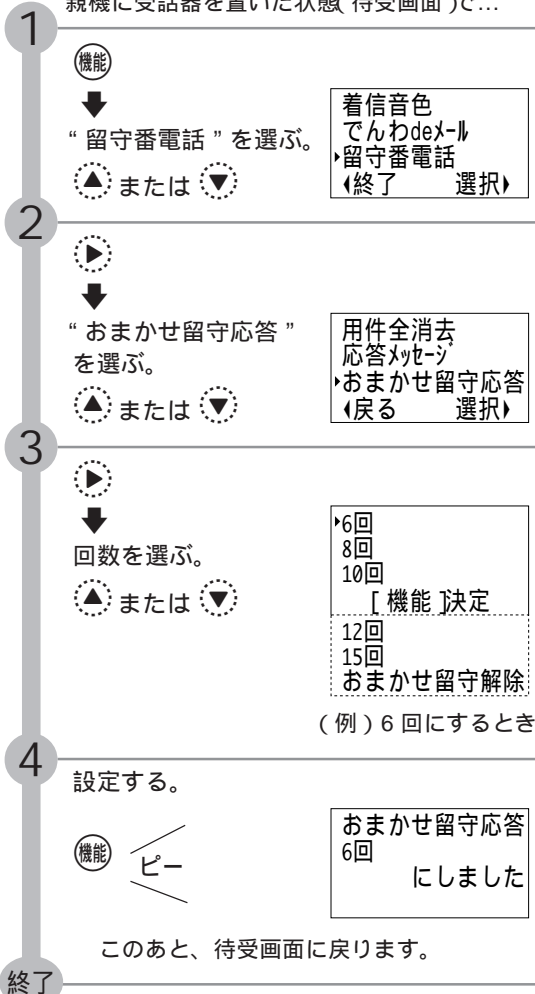 親機に受話器を置いた状態(待受画面)で…
1
機能
“留守番電話”を選ぶ。
▲ または ▼
着信音色
でんわdeメール
▸留守番電話
◀終了 選択▶
2
▶
“おまかせ留守応答”
を選ぶ。
▲ または ▼
用件全消去
応答メッセージ
▸おまかせ留守応答
◀戻る 選択▶
3
▶
回数を選ぶ。
▲ または ▼
▸6回
8回
10回
[機能]決定
12回
15回
おまかせ留守解除
(例)6回にするとき
4
設定する。
機能 ピー
おまかせ留守応答
6回
にしました
このあと、待受画面に戻ります。
終了